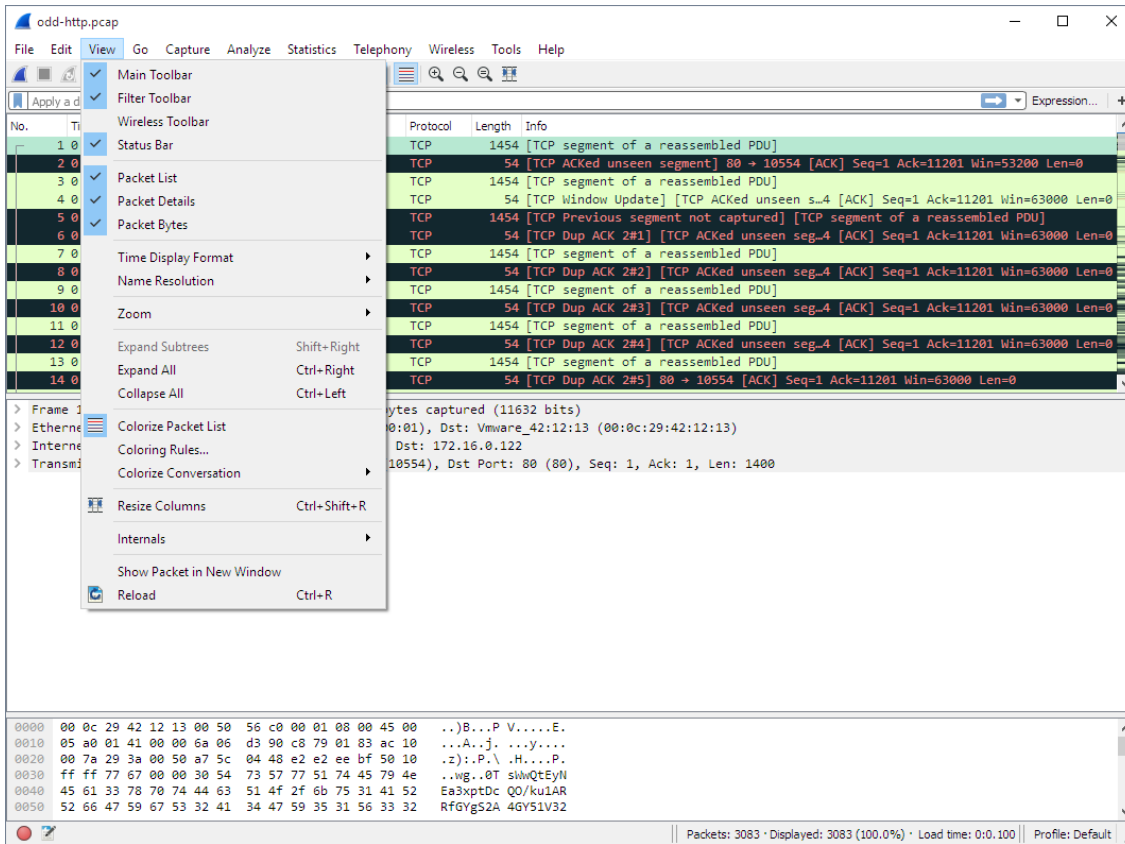 odd-http.pcap
File Edit View Go Capture Analyze Statistics Telephony Wireless Tools Help
Main Toolbar
Apply a d Filter Toolbar Expression... +
Wireless Toolbar
No. Ti Status Bar Protocol Length Info
1 0 TCP 1454 [TCP segment of a reassembled PDU]
2 0 TCP 54 [TCP ACKed unseen segment] 80 → 10554 [ACK] Seq=1 Ack=11201 Win=53200 Len=0
3 0 Packet List TCP 1454 [TCP segment of a reassembled PDU]
4 0 Packet Details TCP 54 [TCP Window Update] [TCP ACKed unseen s…4 [ACK] Seq=1 Ack=11201 Win=63000 Len=0
5 0 Packet Bytes TCP 1454 [TCP Previous segment not captured] [TCP segment of a reassembled PDU]
6 0 TCP 54 [TCP Dup ACK 2#1] [TCP ACKed unseen seg…4 [ACK] Seq=1 Ack=11201 Win=63000 Len=0
7 0 Time Display Format TCP 1454 [TCP segment of a reassembled PDU]
8 0 Name Resolution TCP 54 [TCP Dup ACK 2#2] [TCP ACKed unseen seg…4 [ACK] Seq=1 Ack=11201 Win=63000 Len=0
9 0 TCP 1454 [TCP segment of a reassembled PDU]
10 0 Zoom TCP 54 [TCP Dup ACK 2#3] [TCP ACKed unseen seg…4 [ACK] Seq=1 Ack=11201 Win=63000 Len=0
11 0 TCP 1454 [TCP segment of a reassembled PDU]
12 0 Expand Subtrees Shift+Right TCP 54 [TCP Dup ACK 2#4] [TCP ACKed unseen seg…4 [ACK] Seq=1 Ack=11201 Win=63000 Len=0
13 0 Expand All Ctrl+Right TCP 1454 [TCP segment of a reassembled PDU]
14 0 TCP 54 [TCP Dup ACK 2#5] 80 → 10554 [ACK] Seq=1 Ack=11201 Win=63000 Len=0
Collapse All Ctrl+Left
Frame 1 ytes captured (11632 bits)
Etherne Colorize Packet List 00:01), Dst: Vmware_42:12:13 (00:0c:29:42:12:13)
Interne Coloring Rules... Dst: 172.16.0.122
Transmi Colorize Conversation 10554), Dst Port: 80 (80), Seq: 1, Ack: 1, Len: 1400
Resize Columns Ctrl+Shift+R
Internals
Show Packet in New Window
Reload Ctrl+R
0000 00 0c 29 42 12 13 00 50 56 c0 00 01 08 00 45 00 ..)B...P V.....E.
0010 05 a0 01 41 00 00 6a 06 d3 90 c8 79 01 83 ac 10 ...A..j. ...y....
0020 00 7a 29 3a 00 50 a7 5c 04 48 e2 e2 ee bf 50 10 .z):.P.\ .H....P.
0030 ff ff 77 67 00 00 30 54 73 57 77 51 74 45 79 4e ..wg..0T sWwQtEyN
0040 45 61 33 78 70 74 44 63 51 4f 2f 6b 75 31 41 52 Ea3xptDc QO/ku1AR
0050 52 66 47 59 67 53 32 41 34 47 59 35 31 56 33 32 RfGYgS2A 4GY51V32
Packets: 3083 · Displayed: 3083 (100.0%) · Load time: 0:0.100 Profile: Default